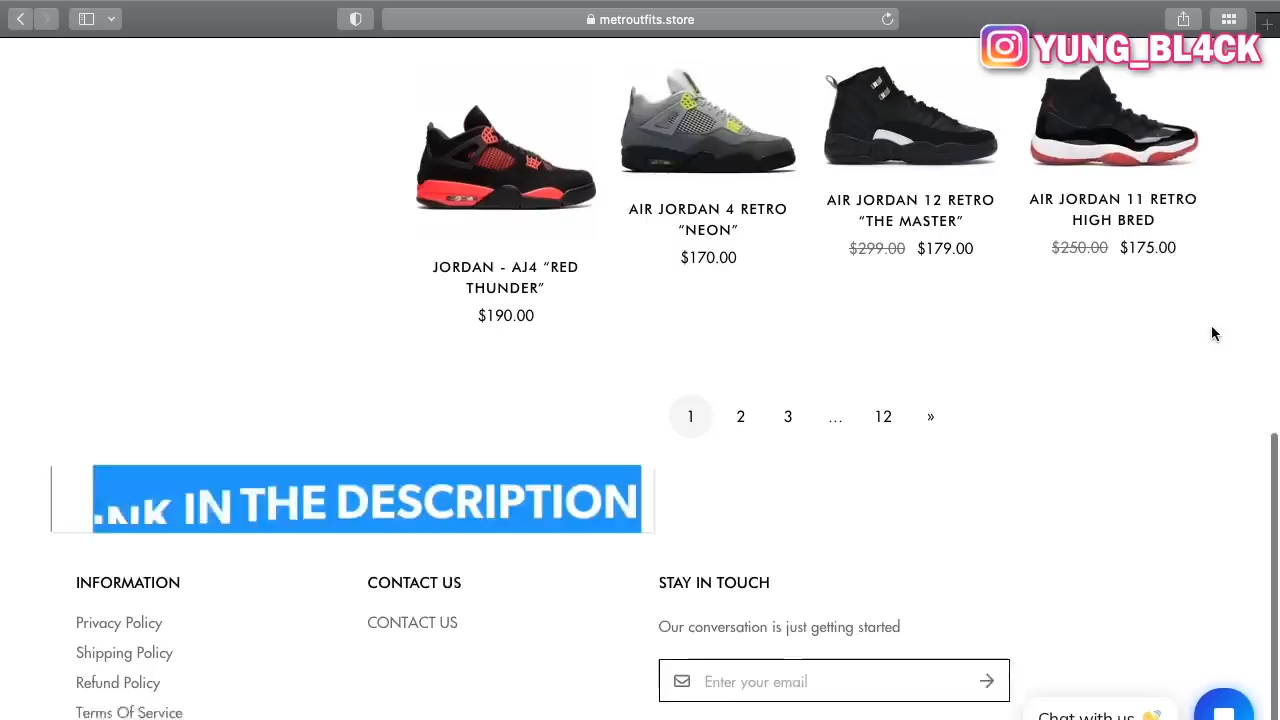 metroutfits.store
YUNG_BL4CK
JORDAN - AJ4 “RED
THUNDER”
$190.00
AIR JORDAN 4 RETRO
“NEON”
$170.00
AIR JORDAN 12 RETRO
“THE MASTER”
$299.00 $179.00
AIR JORDAN 11 RETRO
HIGH BRED
$250.00 $175.00
1 2 3 ... 12 »
INK IN THE DESCRIPTION
INFORMATION
Privacy Policy
Shipping Policy
Refund Policy
Terms Of Service
CONTACT US
CONTACT US
STAY IN TOUCH
Our conversation is just getting started
Enter your email
Chat with us 👋